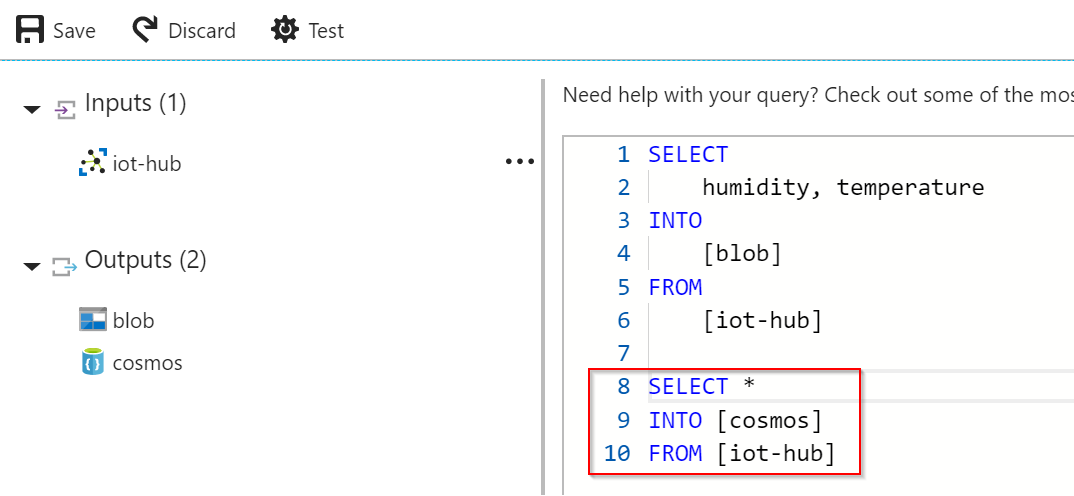 Save Discard Test
Inputs (1)
iot-hub
Outputs (2)
blob
cosmos
Need help with your query? Check out some of the
1 SELECT
2 humidity, temperature
3 INTO
4 [blob]
5 FROM
6 [iot-hub]
7
8 SELECT *
9 INTO [cosmos]
10 FROM [iot-hub]